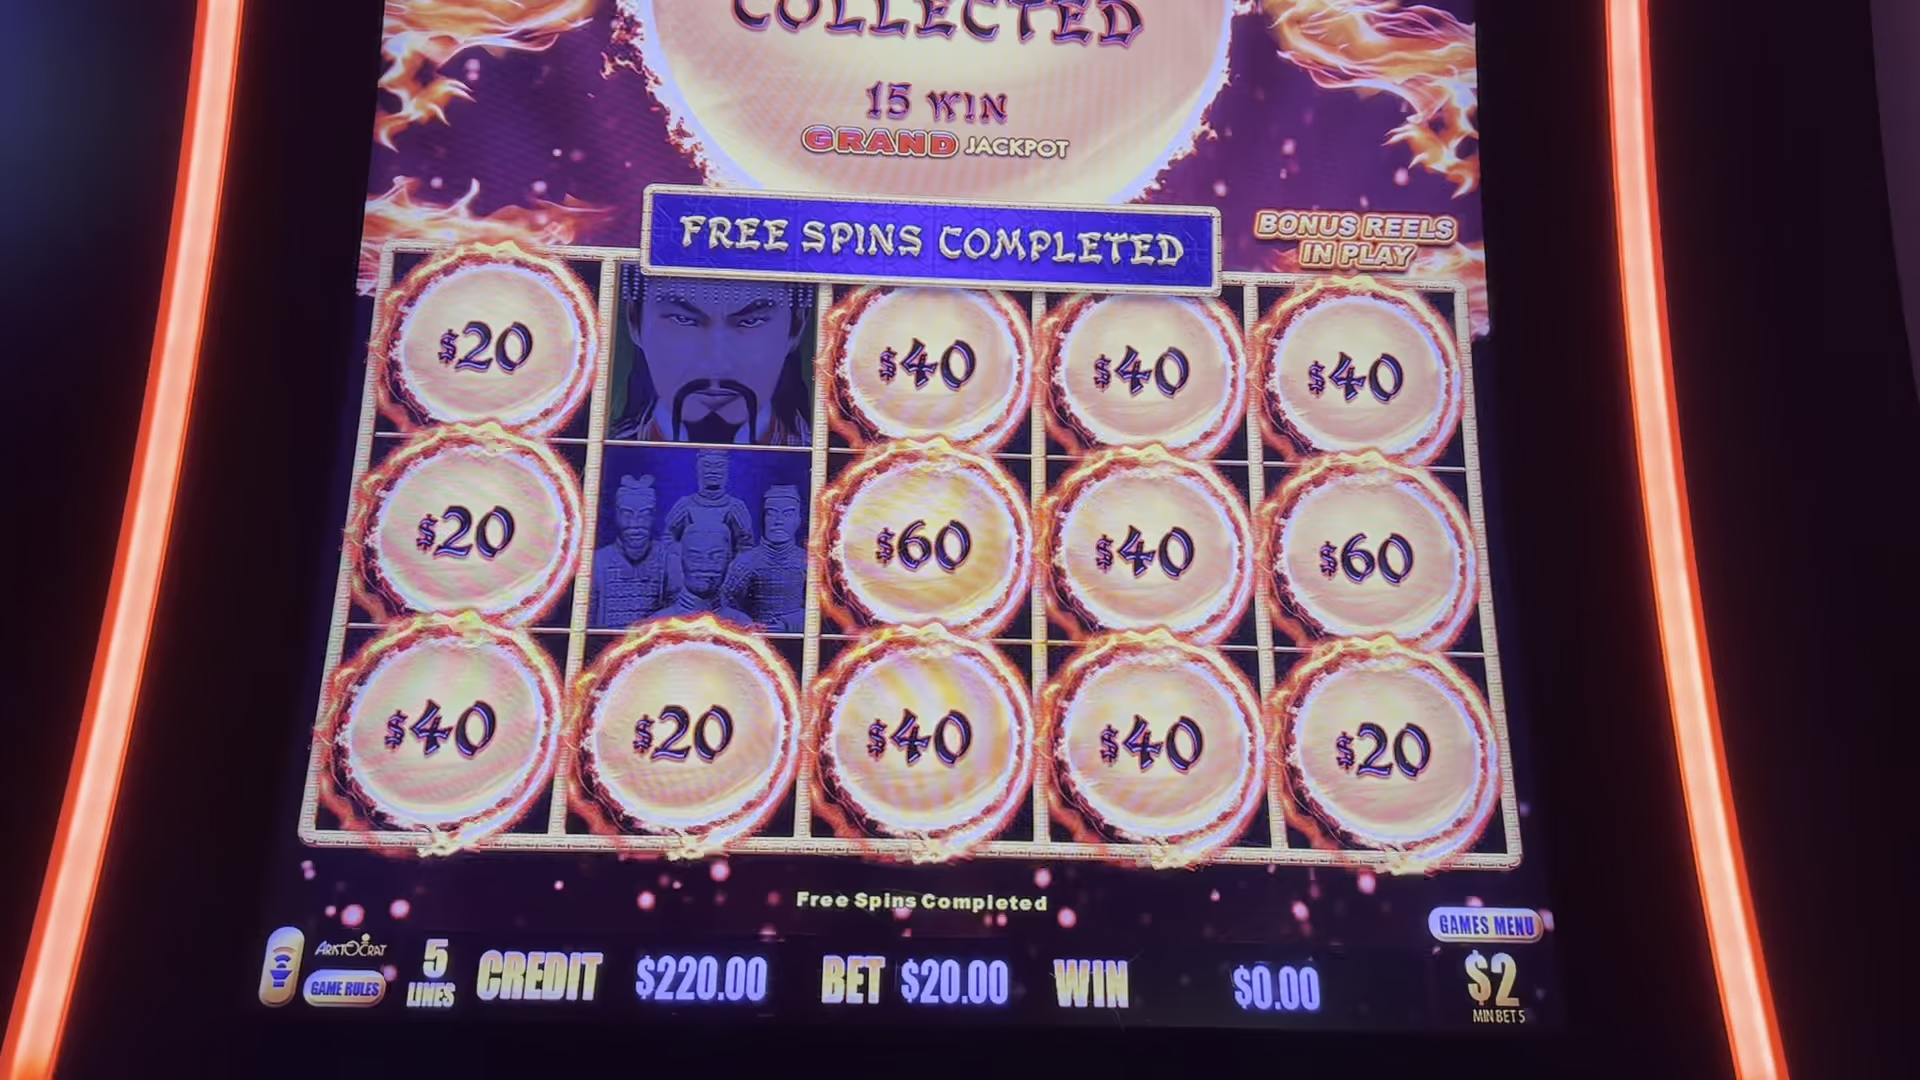 COLLECTED
15 WIN
GRAND JACKPOT
FREE SPINS COMPLETED
BONUS REELS
IN PLAY
$20
$40
$40
$40
$20
$60
$40
$60
$40
$20
$40
$40
$20
Free Spins Completed
GAMES MENU
ARISTOCRAT
GAME RULES
5
LINES
CREDIT $220.00
BET $20.00
WIN $0.00
$2
MIN BET 5